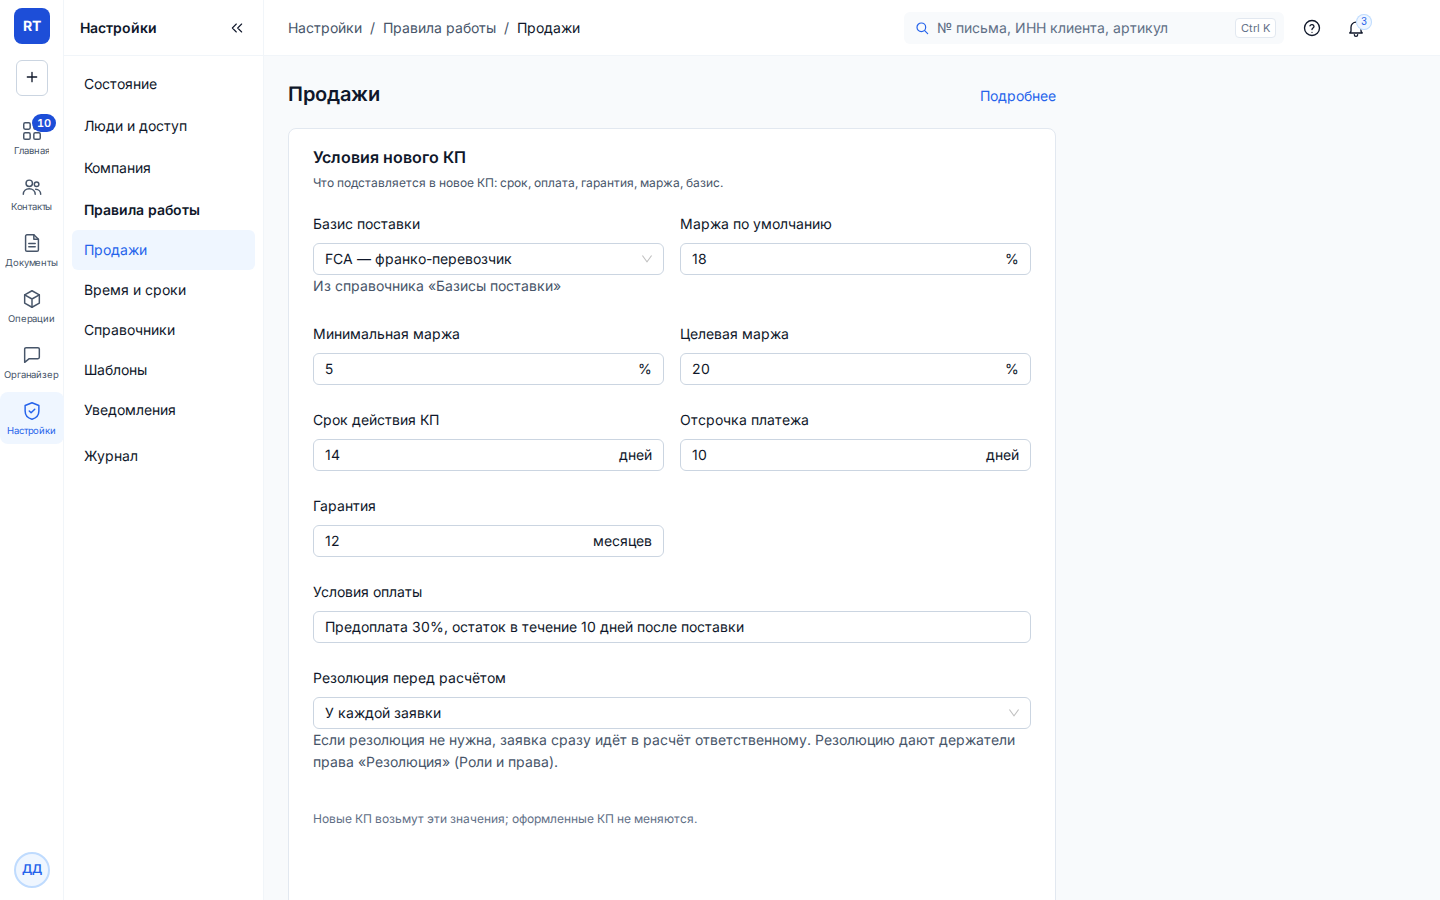 RT
Настройки
Настройки / Правила работы / Продажи
№ письма, ИНН клиента, артикул
Ctrl K
3
10
Главная
Контакты
Документы
Операции
Органайзер
Настройки
ДД
Состояние
Люди и доступ
Компания
Правила работы
Продажи
Время и сроки
Справочники
Шаблоны
Уведомления
Журнал
Продажи
Подробнее
Условия нового КП
Что подставляется в новое КП: срок, оплата, гарантия, маржа, базис.
Базис поставки
FCA — франко-перевозчик
Из справочника «Базисы поставки»
Маржа по умолчанию
18 %
Минимальная маржа
5 %
Целевая маржа
20 %
Срок действия КП
14 дней
Отсрочка платежа
10 дней
Гарантия
12 месяцев
Условия оплаты
Предоплата 30%, остаток в течение 10 дней после поставки
Резолюция перед расчётом
У каждой заявки
Если резолюция не нужна, заявка сразу идёт в расчёт ответственному. Резолюцию дают держатели
права «Резолюция» (Роли и права).
Новые КП возьмут эти значения; оформленные КП не меняются.